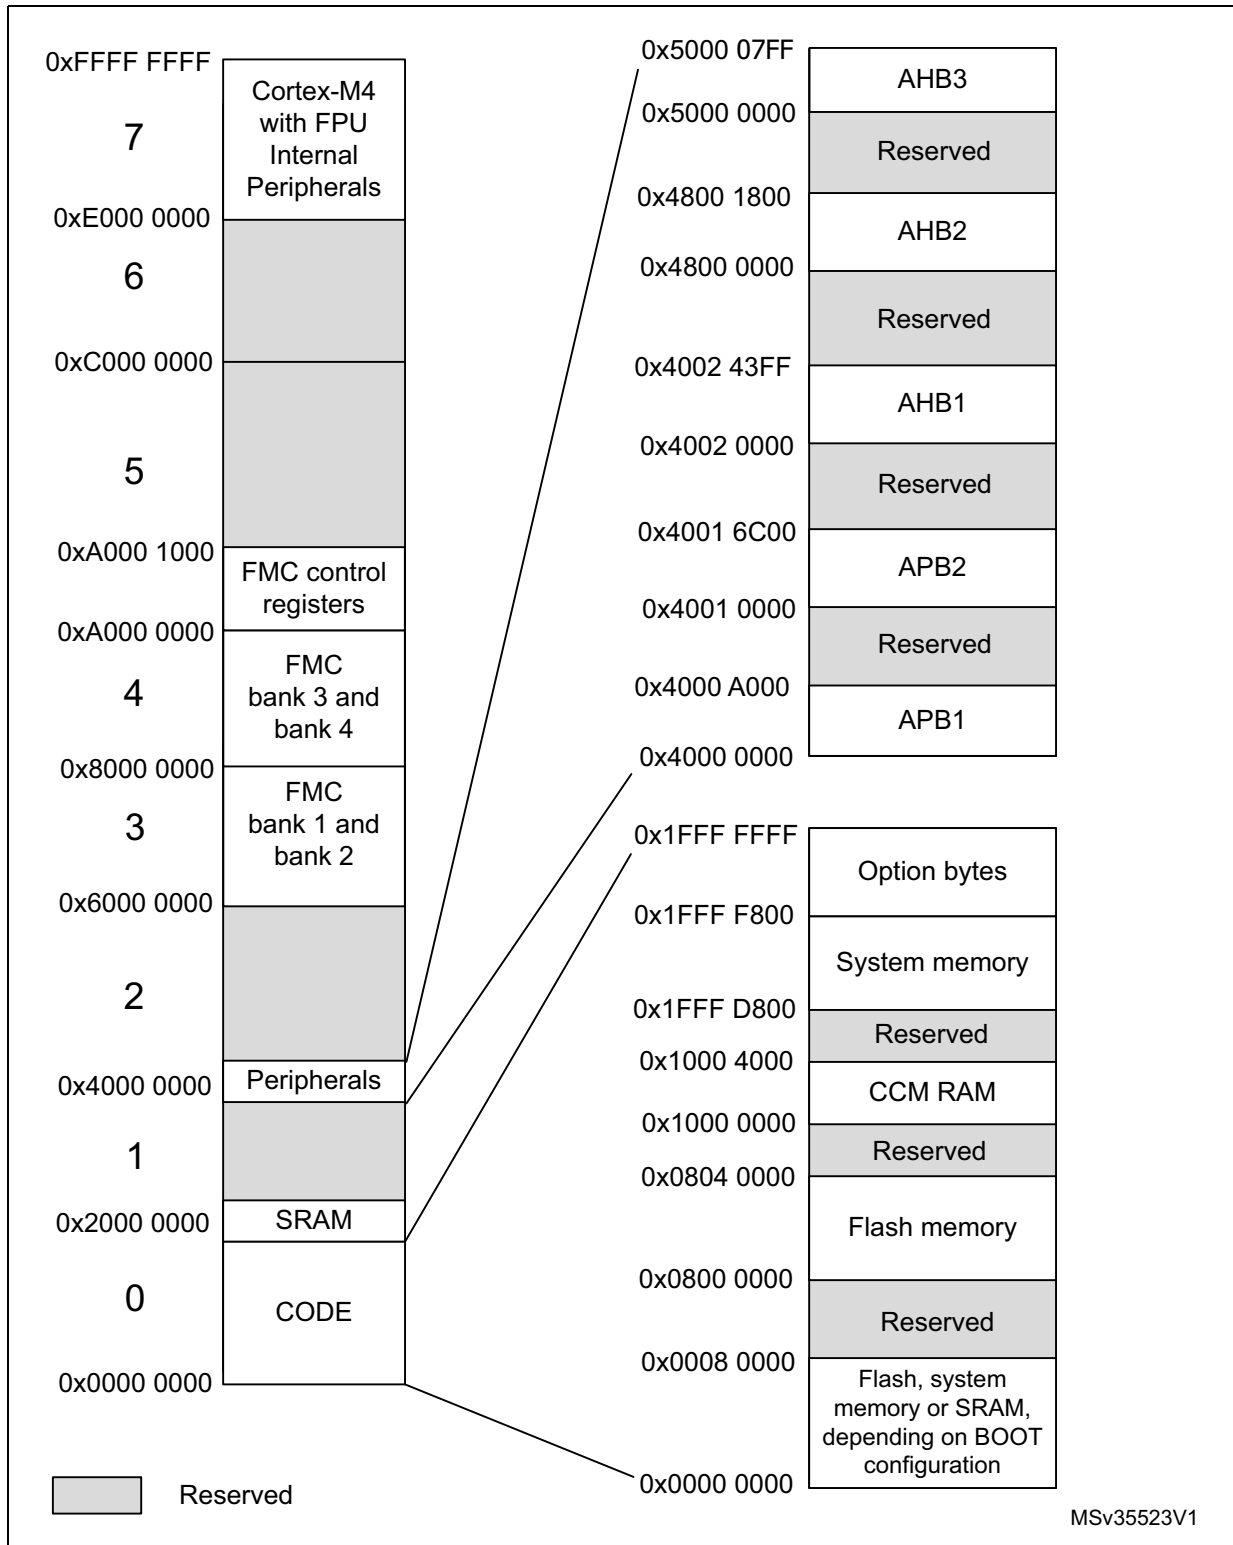 0xFFFF FFFF
7
Cortex-M4
with FPU
Internal
Peripherals
0xE000 0000
6
0xC000 0000
5
0xA000 1000
FMC control
registers
0xA000 0000
4
FMC
bank 3 and
bank 4
0x8000 0000
3
FMC
bank 1 and
bank 2
0x6000 0000
2
0x4000 0000
Peripherals
1
0x2000 0000
SRAM
0
CODE
0x0000 0000
Reserved
0x5000 07FF
AHB3
0x5000 0000
Reserved
0x4800 1800
AHB2
0x4800 0000
Reserved
0x4002 43FF
AHB1
0x4002 0000
Reserved
0x4001 6C00
APB2
0x4001 0000
Reserved
0x4000 A000
APB1
0x4000 0000
0x1FFF FFFF
Option bytes
0x1FFF F800
System memory
0x1FFF D800
Reserved
0x1000 4000
CCM RAM
0x1000 0000
Reserved
0x0804 0000
Flash memory
0x0800 0000
Reserved
0x0008 0000
Flash, system
memory or SRAM,
depending on BOOT
configuration
0x0000 0000
MSv35523V1